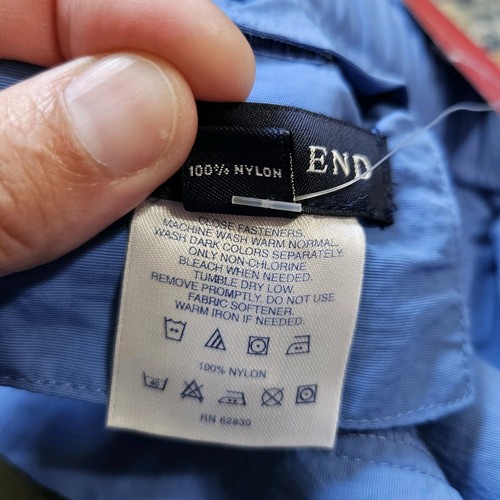 100% NYLON
END
CLOSE FASTENERS.
MACHINE WASH WARM NORMAL.
WASH DARK COLORS SEPARATELY.
ONLY NON-CHLORINE
BLEACH WHEN NEEDED.
TUMBLE DRY LOW.
REMOVE PROMPTLY. DO NOT USE
FABRIC SOFTENER.
WARM IRON IF NEEDED.
100% NYLON
40
RN 62830